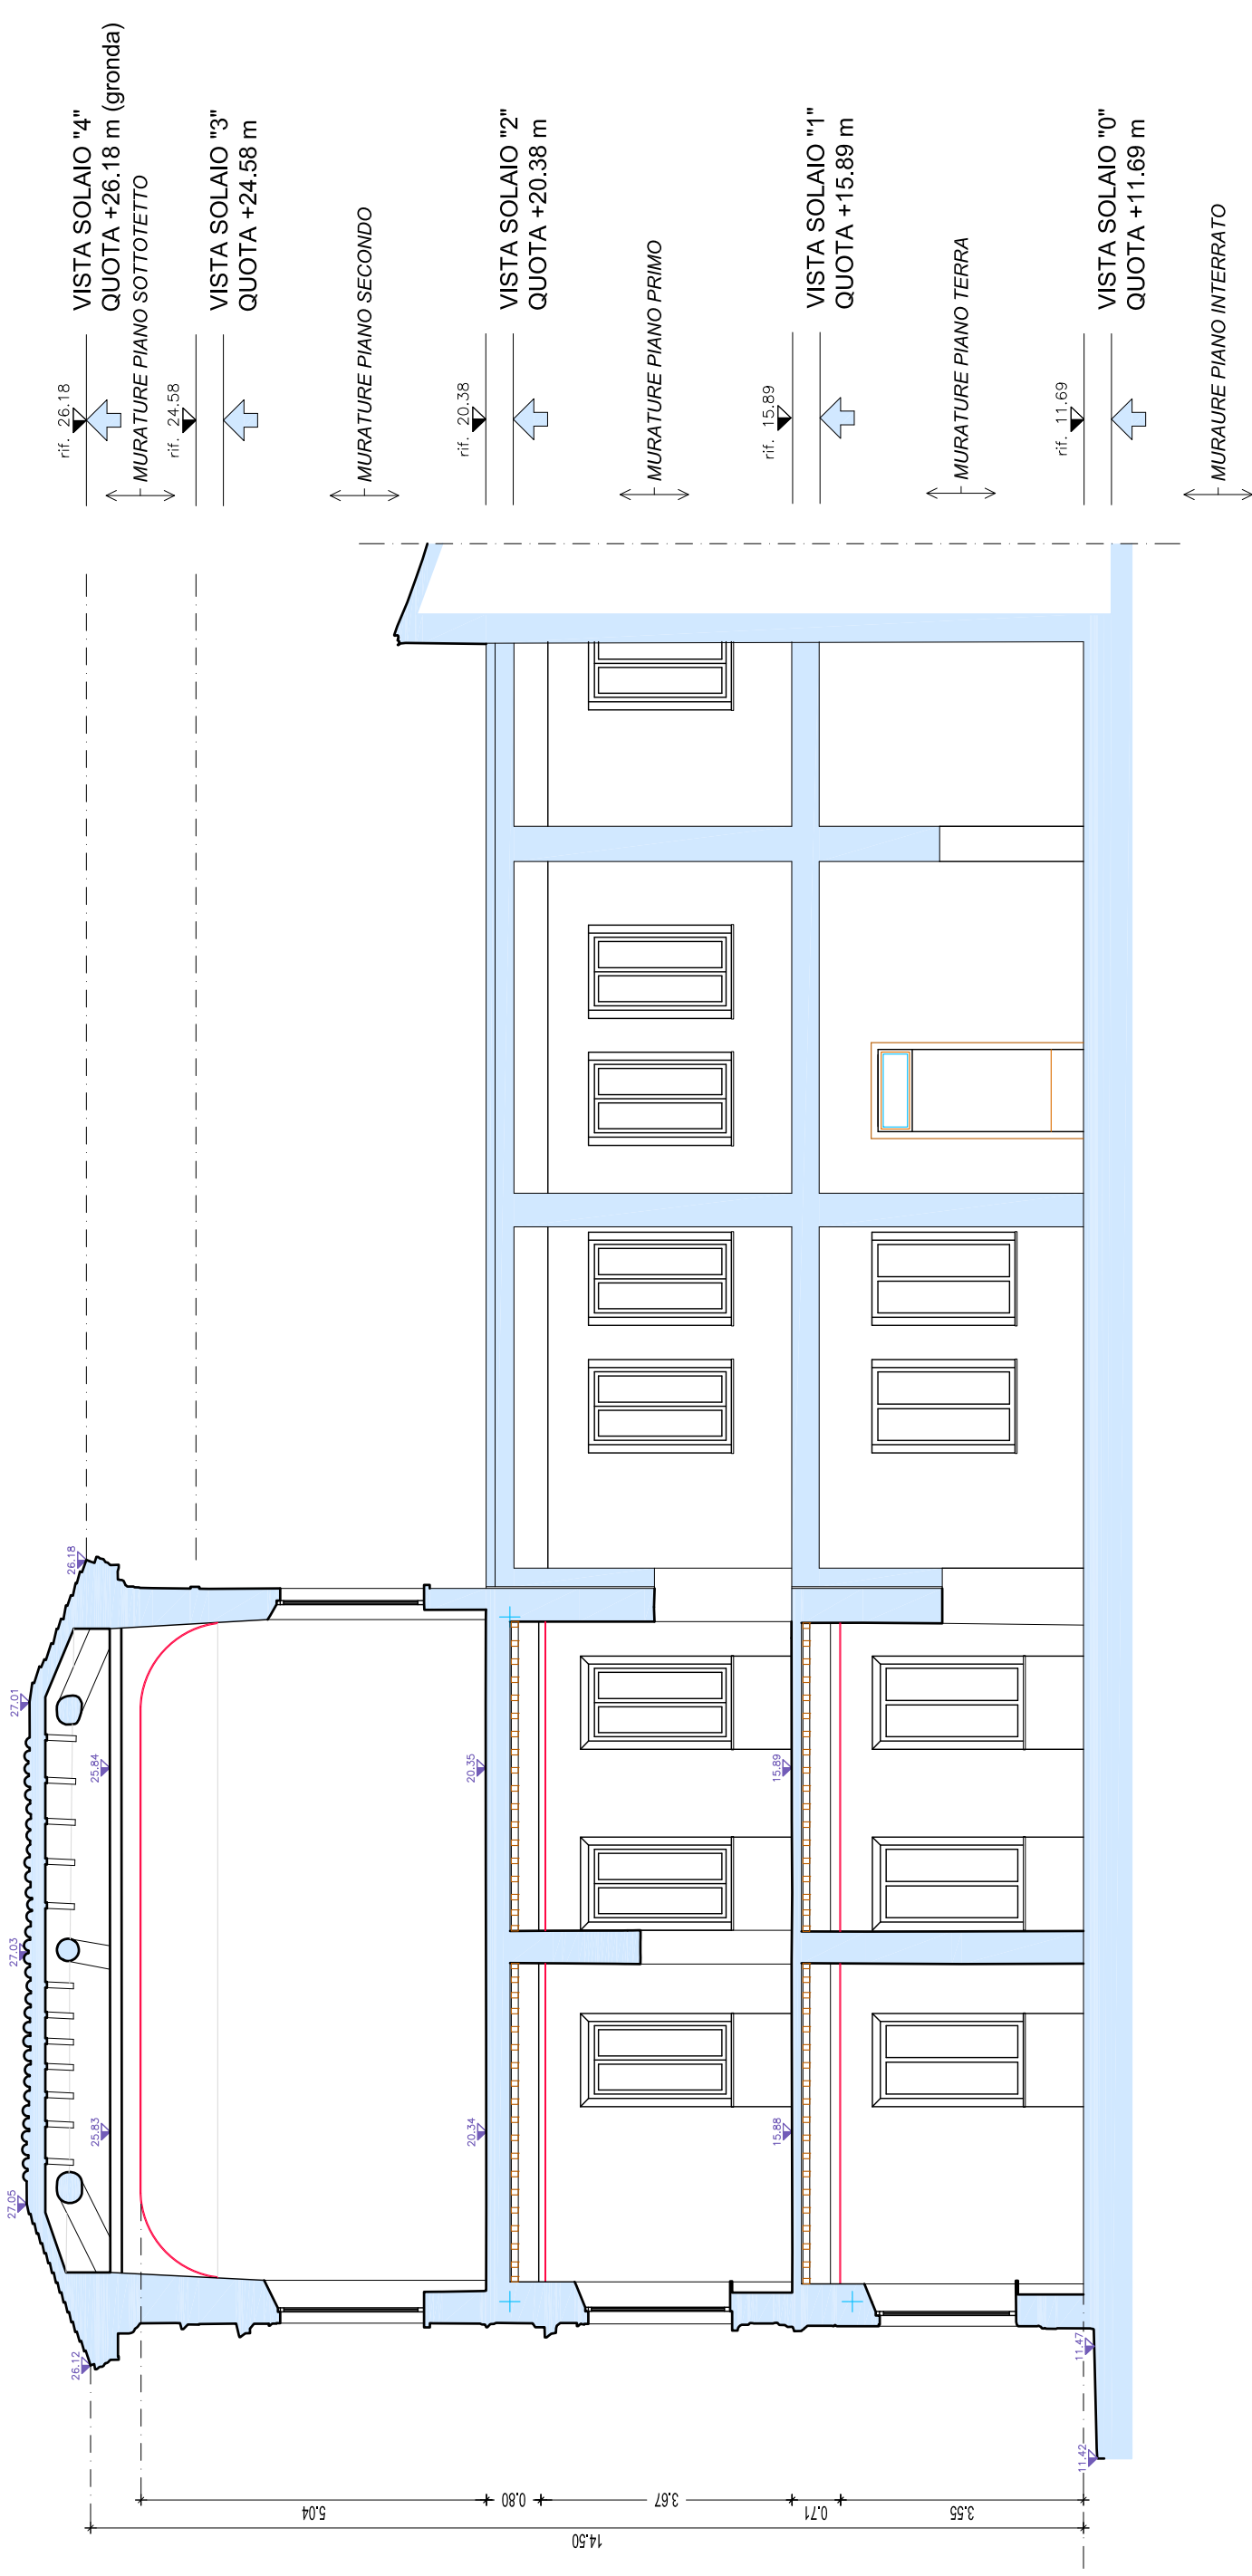 VISTA SOLAIO "4"
QUOTA +26.18 m (gronda)
MURATURE PIANO SOTTOTETTO
VISTA SOLAIO "3"
QUOTA +24.58 m
MURATURE PIANO SECONDO
VISTA SOLAIO "2"
QUOTA +20.38 m
MURATURE PIANO PRIMO
VISTA SOLAIO "1"
QUOTA +15.89 m
MURATURE PIANO TERRA
VISTA SOLAIO "0"
QUOTA +11.69 m
MURAURE PIANO INTERRATO
rif. 26.18
rif. 24.58
rif. 20.38
rif. 15.89
rif. 11.69
26.18
27.01
25.84
20.35
15.89
27.03
25.83
20.34
15.88
27.05
26.12
11.47
11.42
5.04
0.80
3.67
0.71
3.55
14.50